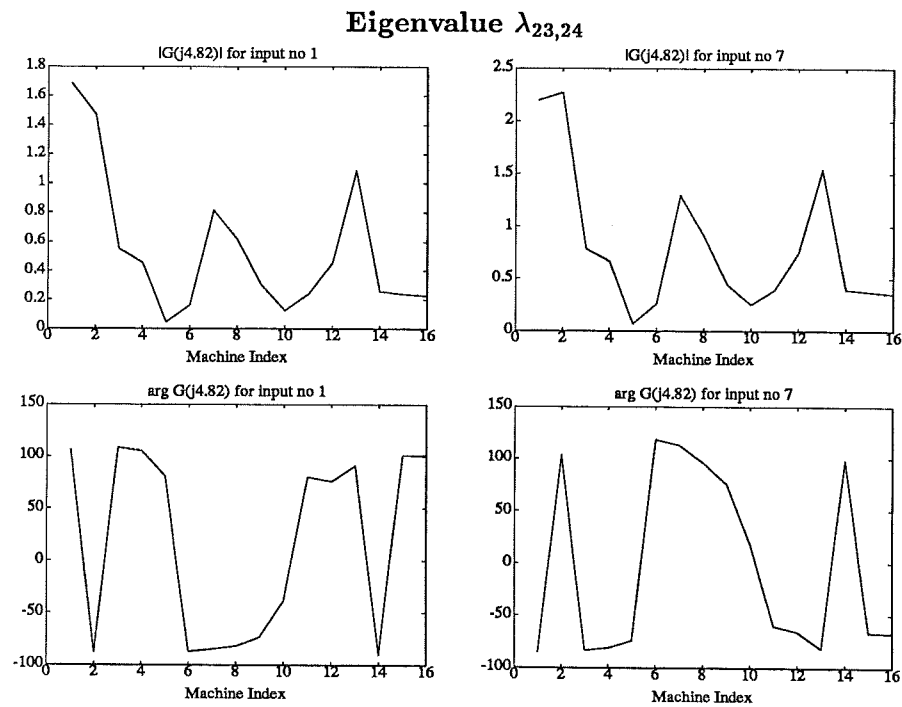 Eigenvalue λ23,24
|G(j4.82)| for input no 1
1.8
1.6
1.4
1.2
1
0.8
0.6
0.4
0.2
0
0 2 4 6 8 10 12 14 16
Machine Index
|G(j4.82)| for input no 7
2.5
2
1.5
1
0.5
0
0 2 4 6 8 10 12 14 16
Machine Index
arg G(j4.82) for input no 1
150
100
50
0
-50
-100
0 2 4 6 8 10 12 14 16
Machine Index
arg G(j4.82) for input no 7
150
100
50
0
-50
-100
0 2 4 6 8 10 12 14 16
Machine Index